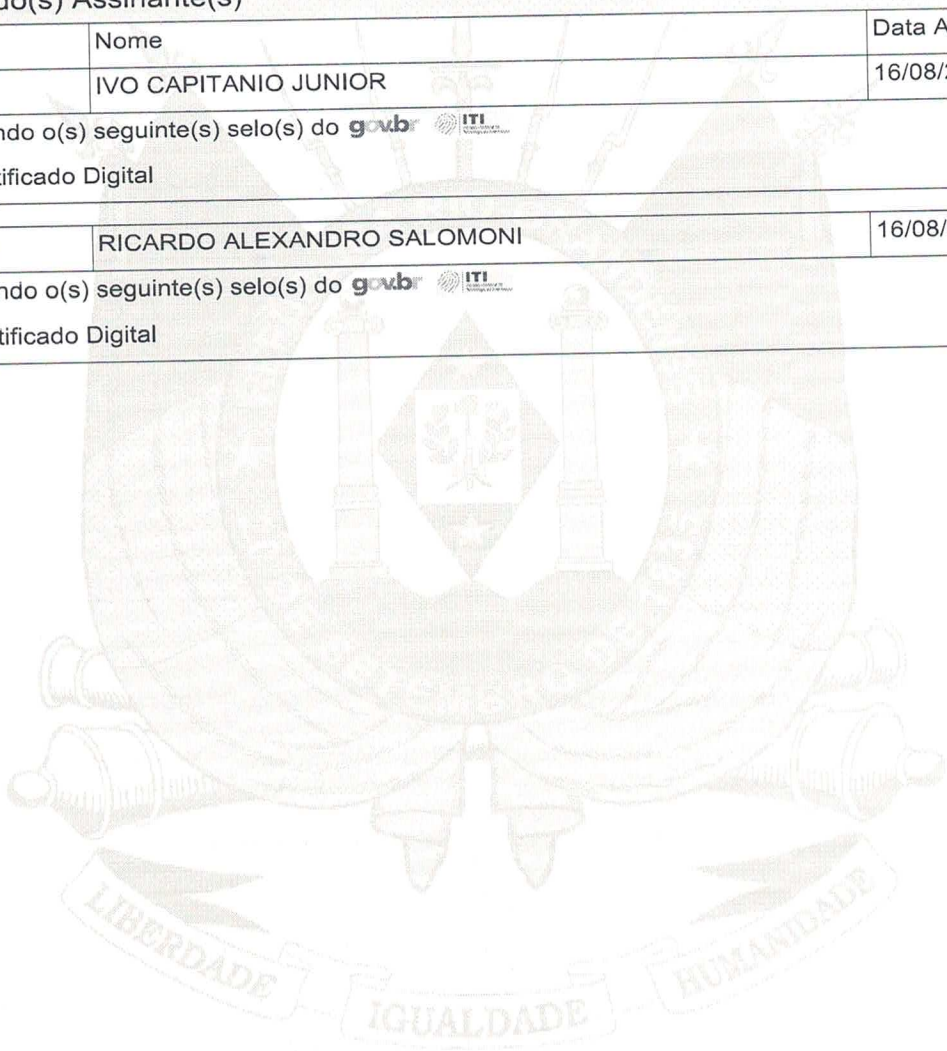 do(s) Assinante(s)
Nome Data A
IVO CAPITANIO JUNIOR 16/08/
ndo o(s) seguinte(s) selo(s) do gov.br ITI
tificado Digital
RICARDO ALEXANDRO SALOMONI 16/08/
ndo o(s) seguinte(s) selo(s) do gov.br ITI
tificado Digital
LIBERDADE IGUALDADE HUMANIDADE